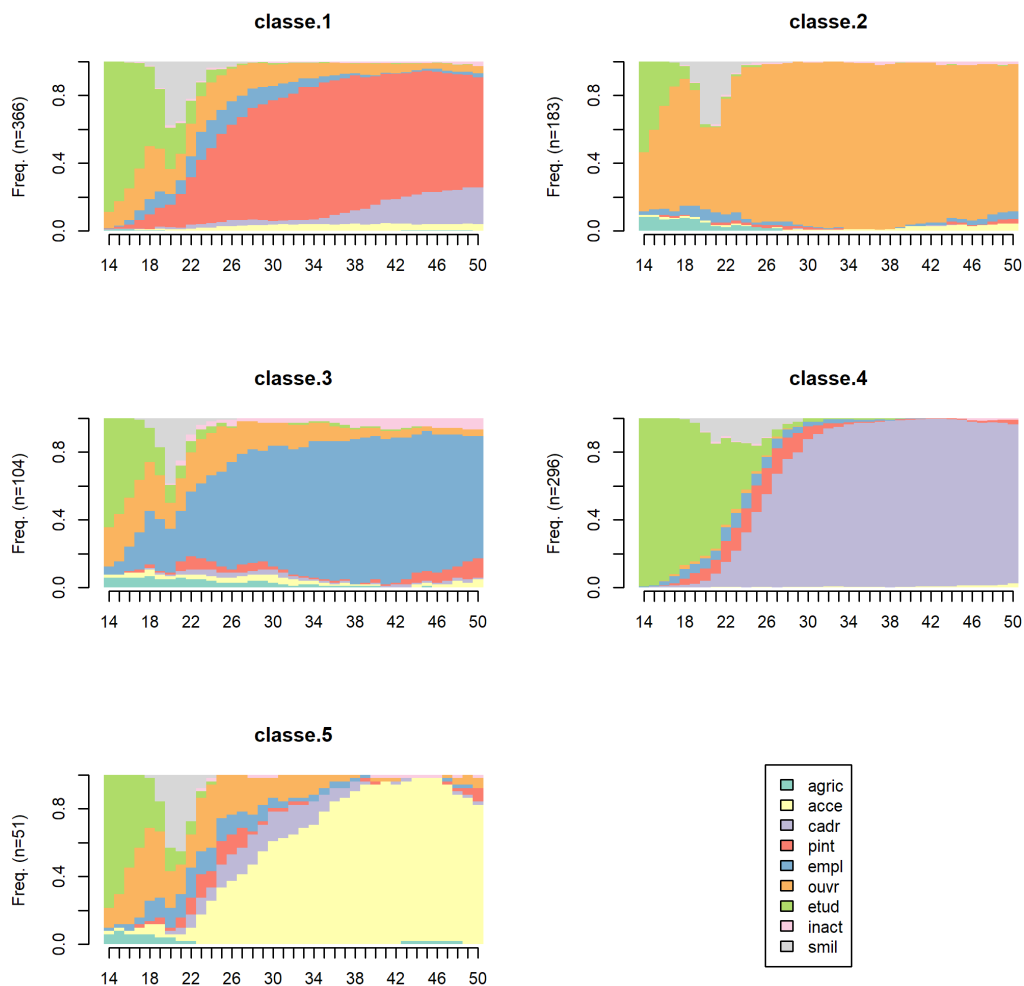 classe.1
Freq. (n=366)
0.0 0.4 0.8
14 18 22 26 30 34 38 42 46 50
classe.2
Freq. (n=183)
0.0 0.4 0.8
14 18 22 26 30 34 38 42 46 50
classe.3
Freq. (n=104)
0.0 0.4 0.8
14 18 22 26 30 34 38 42 46 50
classe.4
Freq. (n=296)
0.0 0.4 0.8
14 18 22 26 30 34 38 42 46 50
classe.5
Freq. (n=51)
0.0 0.4 0.8
14 18 22 26 30 34 38 42 46 50
agric
acce
cadr
pint
empl
ouvr
etud
inact
smil